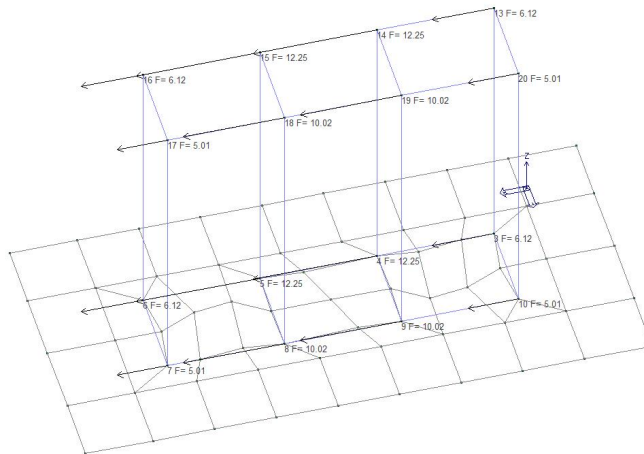 13 F= 6.12
14 F= 12.25
15 F= 12.25
16 F= 6.12
20 F= 5.01
19 F= 10.02
18 F= 10.02
17 F= 5.01
Z
3 F= 6.12
4 F= 12.25
5 F= 12.25
6 F= 6.12
10 F= 5.01
9 F= 10.02
8 F= 10.02
7 F= 5.01